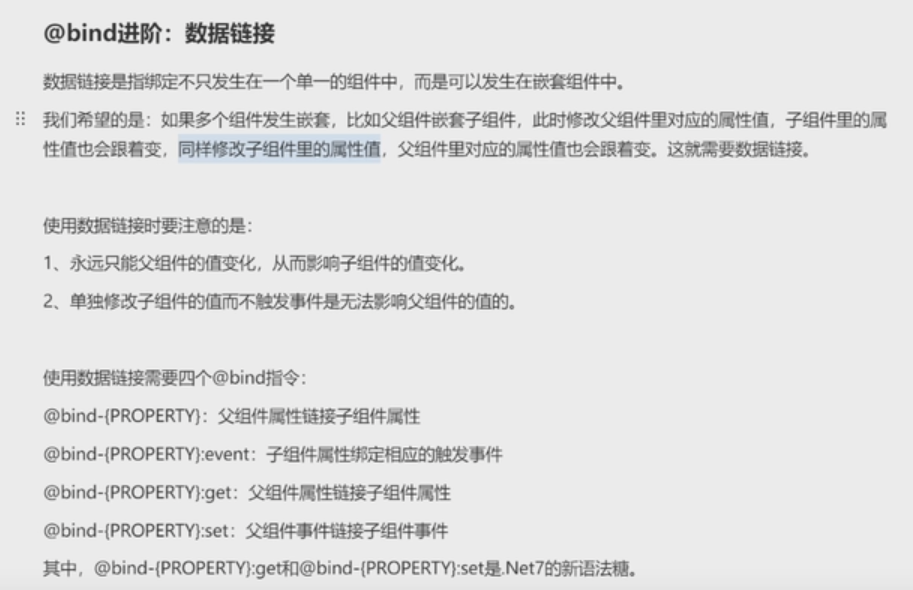 @bind进阶：数据链接
数据链接是指绑定不只发生在一个单一的组件中，而是可以发生在嵌套组件中。
我们希望的是：如果多个组件发生嵌套，比如父组件嵌套子组件，此时修改父组件里对应的属性值，子组件里的属
性值也会跟着变，同样修改子组件里的属性值，父组件里对应的属性值也会跟着变。这就需要数据链接。
使用数据链接时要注意的是：
1、永远只能父组件的值变化，从而影响子组件的值变化。
2、单独修改子组件的值而不触发事件是无法影响父组件的值的。
使用数据链接需要四个@bind指令：
@bind-{PROPERTY}：父组件属性链接子组件属性
@bind-{PROPERTY}:event：子组件属性绑定相应的触发事件
@bind-{PROPERTY}:get：父组件属性链接子组件属性
@bind-{PROPERTY}:set：父组件事件链接子组件事件
其中，@bind-{PROPERTY}:get和@bind-{PROPERTY}:set是.Net7的新语法糖。